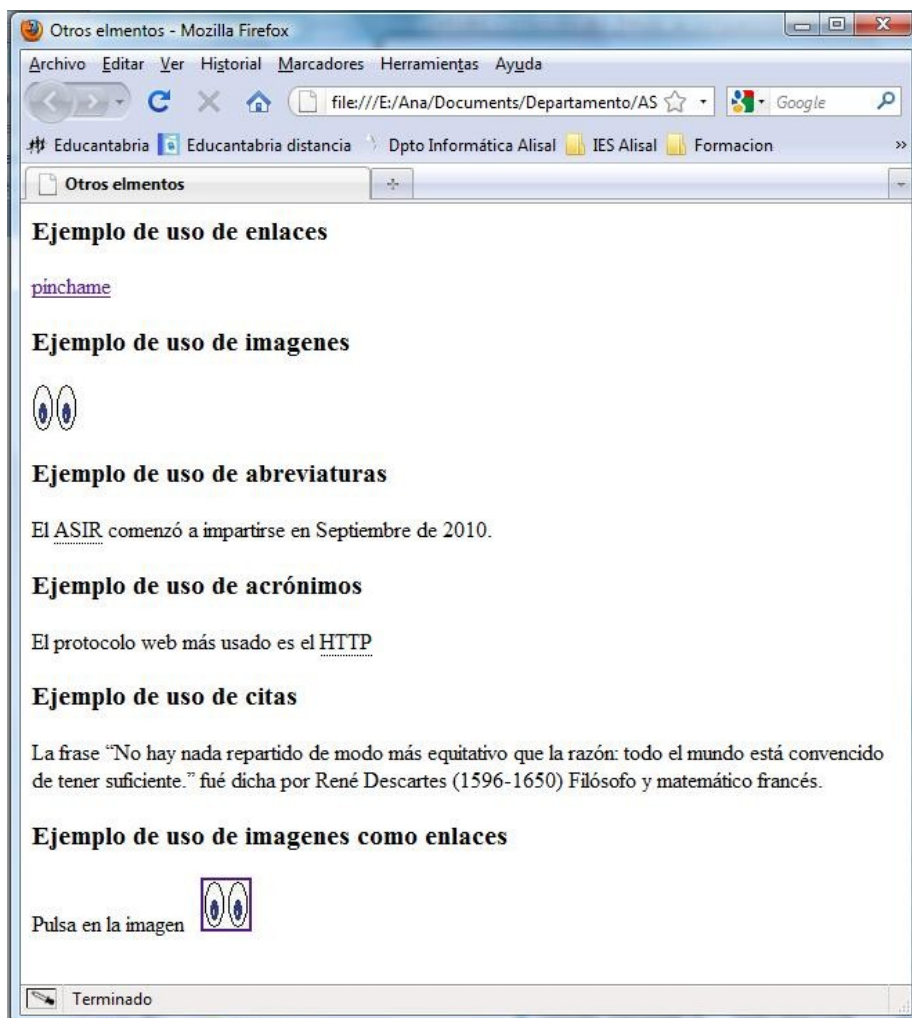 Otros elmentos - Mozilla Firefox
Archivo Editar Ver Historial Marcadores Herramientas Ayuda
file:///E:/Ana/Documents/Departamento/AS Google
Educantabria Educantabria distancia Dpto Informática Alisal IES Alisal Formacion »
Otros elmentos
Ejemplo de uso de enlaces
pínchame
Ejemplo de uso de imagenes
Ejemplo de uso de abreviaturas
El ASIR comenzó a impartirse en Septiembre de 2010.
Ejemplo de uso de acrónimos
El protocolo web más usado es el HTTP
Ejemplo de uso de citas
La frase “No hay nada repartido de modo más equitativo que la razón: todo el mundo está convencido
de tener suficiente.” fué dicha por René Descartes (1596-1650) Filósofo y matemático francés.
Ejemplo de uso de imagenes como enlaces
Pulsa en la imagen
Terminado